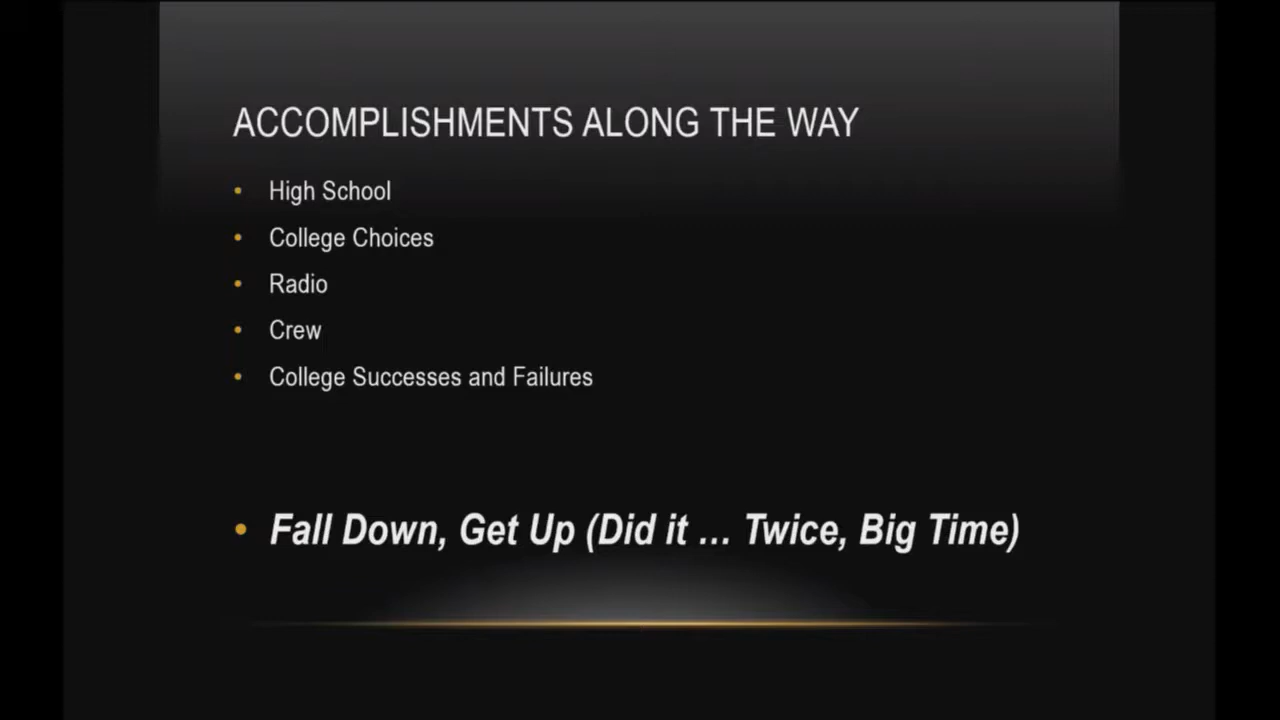 ACCOMPLISHMENTS ALONG THE WAY
• High School
• College Choices
• Radio
• Crew
• College Successes and Failures
• Fall Down, Get Up (Did it ... Twice, Big Time)